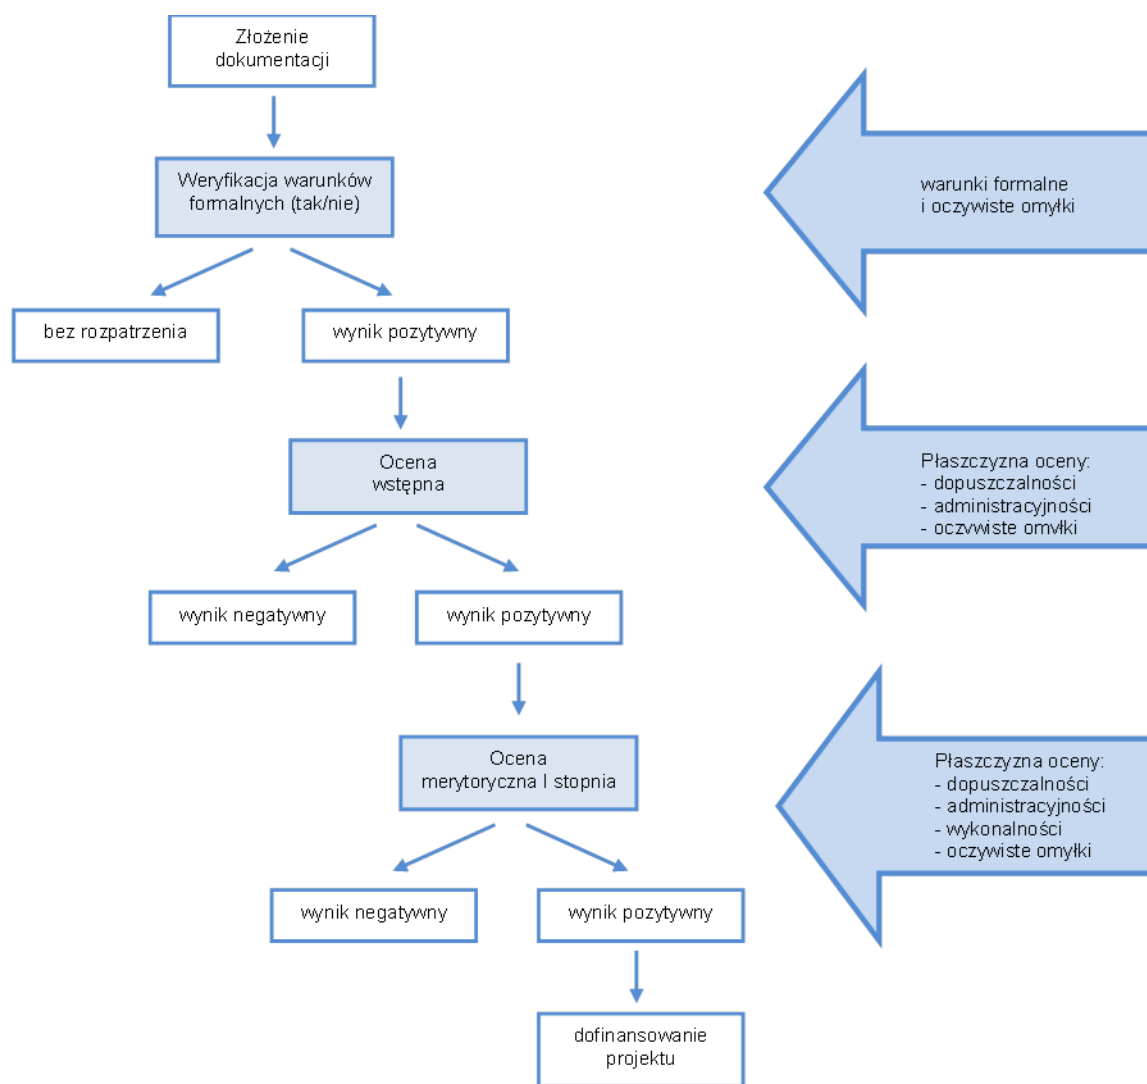 Złożenie
dokumentacji
Weryfikacja warunków
formalnych (tak/nie)
warunki formalne
i oczywiste omyłki
bez rozpatrzenia
wynik pozytywny
Ocena
wstępna
Płaszczyzna oceny:
- dopuszczalności
- administracyjności
- oczywiste omyłki
wynik negatywny
wynik pozytywny
Ocena
merytoryczna I stopnia
Płaszczyzna oceny:
- dopuszczalności
- administracyjności
- wykonalności
- oczywiste omyłki
wynik negatywny
wynik pozytywny
dofinansowanie
projektu